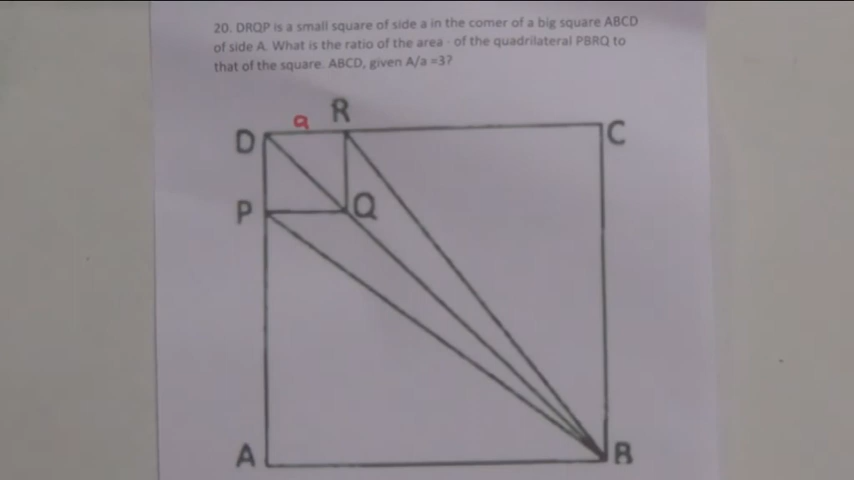 20. DRQP is a small square of side a in the corner of a big square ABCD
of side A. What is the ratio of the area · of the quadrilateral PBRQ to
that of the square. ABCD, given A/a =3?
a R
D C
P Q
A B